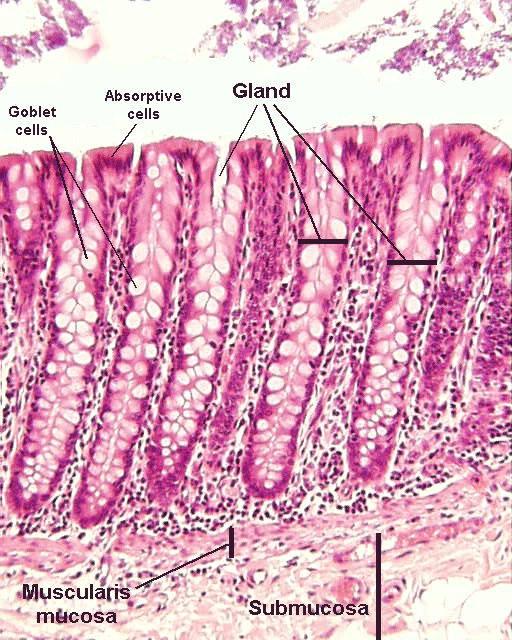 Gland
Absorptive
cells
Goblet
cells
Muscularis
mucosa
Submucosa